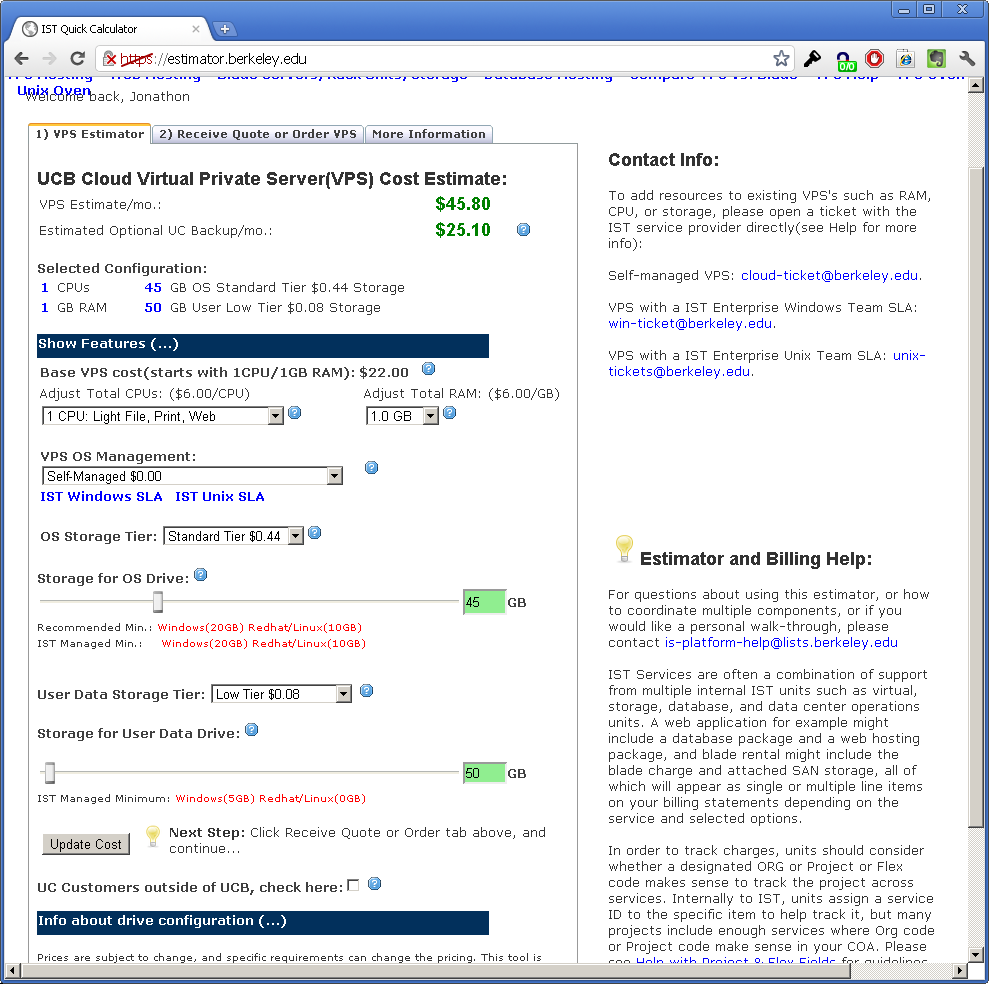 IST Quick Calculator
https://estimator.berkeley.edu
0/0
Unix Oven
Welcome back, Jonathon
1) VPS Estimator 2) Receive Quote or Order VPS More Information
UCB Cloud Virtual Private Server(VPS) Cost Estimate:
VPS Estimate/mo.: $45.80
Estimated Optional UC Backup/mo.: $25.10
Selected Configuration:
1 CPUs 45 GB OS Standard Tier $0.44 Storage
1 GB RAM 50 GB User Low Tier $0.08 Storage
Show Features (...)
Base VPS cost(starts with 1CPU/1GB RAM): $22.00
Adjust Total CPUs: ($6.00/CPU) Adjust Total RAM: ($6.00/GB)
1 CPU: Light File, Print, Web 1.0 GB
VPS OS Management:
Self-Managed $0.00
IST Windows SLA IST Unix SLA
OS Storage Tier: Standard Tier $0.44
Storage for OS Drive:
45 GB
Recommended Min.: Windows(20GB) Redhat/Linux(10GB)
IST Managed Min.: Windows(20GB) Redhat/Linux(10GB)
User Data Storage Tier: Low Tier $0.08
Storage for User Data Drive:
50 GB
IST Managed Minimum: Windows(5GB) Redhat/Linux(0GB)
Update Cost
Next Step: Click Receive Quote or Order tab above, and
continue...
UC Customers outside of UCB, check here:
Info about drive configuration (...)
Prices are subject to change, and specific requirements can change the pricing. This tool is
Contact Info:
To add resources to existing VPS's such as RAM,
CPU, or storage, please open a ticket with the
IST service provider directly(see Help for more
info):
Self-managed VPS: cloud-ticket@berkeley.edu.
VPS with a IST Enterprise Windows Team SLA:
win-ticket@berkeley.edu.
VPS with a IST Enterprise Unix Team SLA: unix-
tickets@berkeley.edu.
Estimator and Billing Help:
For questions about using this estimator, or how
to coordinate multiple components, or if you
would like a personal walk-through, please
contact is-platform-help@lists.berkeley.edu
IST Services are often a combination of support
from multiple internal IST units such as virtual,
storage, database, and data center operations
units. A web application for example might
include a database package and a web hosting
package, and blade rental might include the
blade charge and attached SAN storage, all of
which will appear as single or multiple line items
on your billing statements depending on the
service and selected options.
In order to track charges, units should consider
whether a designated ORG or Project or Flex
code makes sense to track the project across
services. Internally to IST, units assign a service
ID to the specific item to help track it, but many
projects include enough services where Org code
or Project code make sense in your COA. Please
see Help with Project & Flex Fields for guidelines